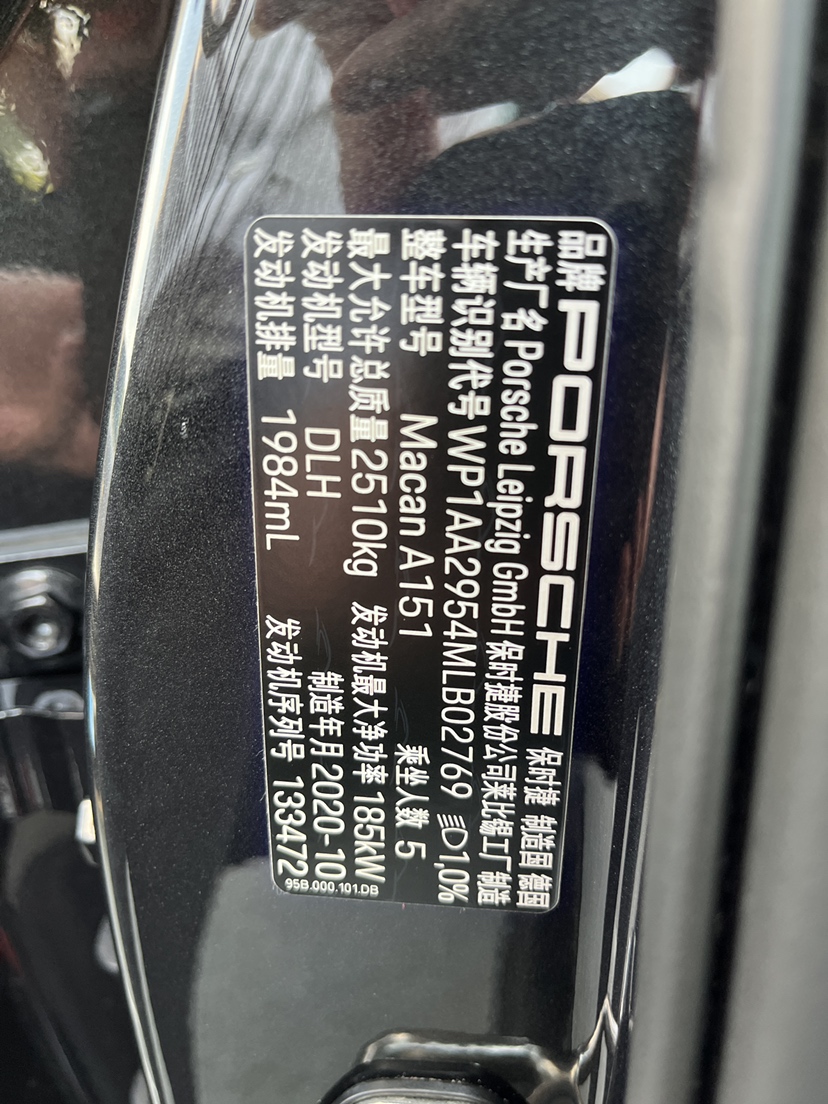 品牌 PORSCHE 保时捷 制造国 德国
生产厂名 Porsche Leipzig GmbH 保时捷股份公司莱比锡工厂制造
车辆识别代号 WP1AA2954MLB02769 1,0%
整车型号 Macan A151 乘坐人数 5
最大允许总质量 2510kg 发动机最大净功率 185kW
发动机型号 DLH 制造年月 2020-10
发动机排量 1984mL 发动机序列号 133472
95B.000.101.DB